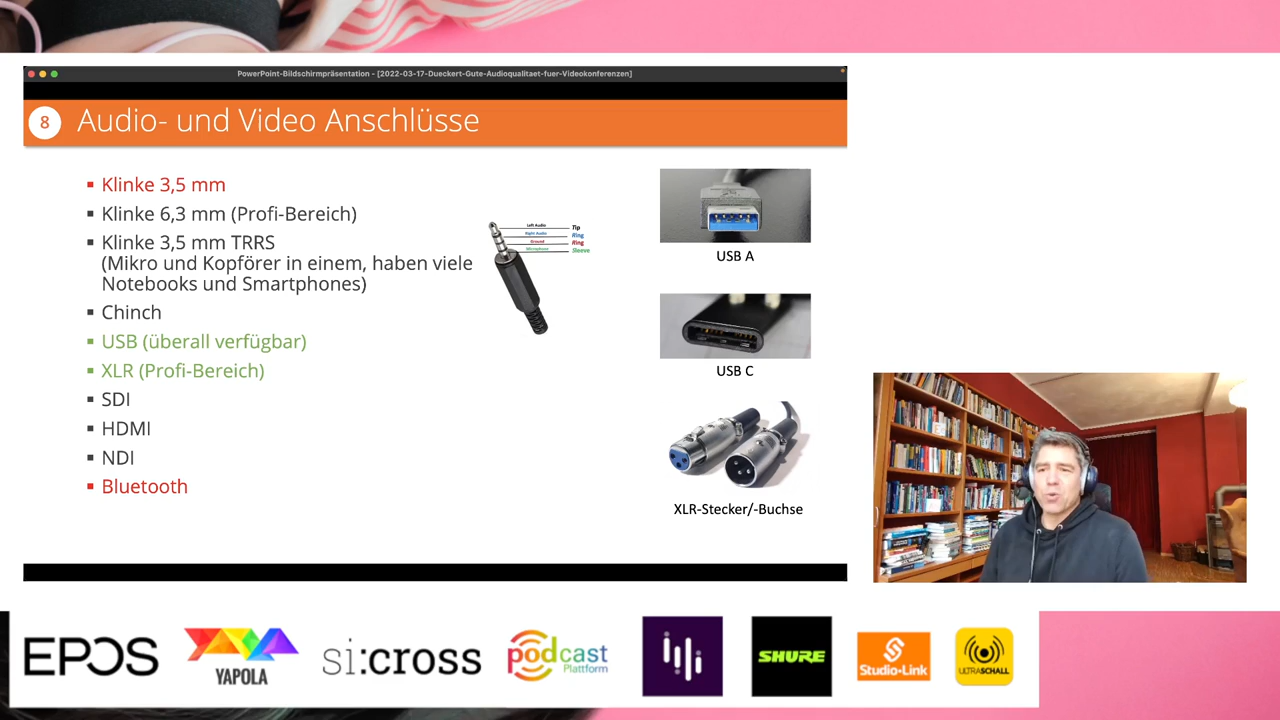 PowerPoint-Bildschirmpräsentation - [2022-03-17-Dueckert-Gute-Audioqualitaet-fuer-Videokonferenzen]
8 Audio- und Video Anschlüsse
Klinke 3,5 mm
Klinke 6,3 mm (Profi-Bereich)
Klinke 3,5 mm TRRS
(Mikro und Kopförer in einem, haben viele
Notebooks und Smartphones)
Chinch
USB (überall verfügbar)
XLR (Profi-Bereich)
SDI
HDMI
NDI
Bluetooth
Left Audio Tip
Right Audio Ring
Ground Ring
Microphone Sleeve
USB A
USB C
XLR-Stecker/-Buchse
EPOS
YAPOLA
si:cross
podcast
Plattform
SHURE
Studio-Link
ULTRASCHALL